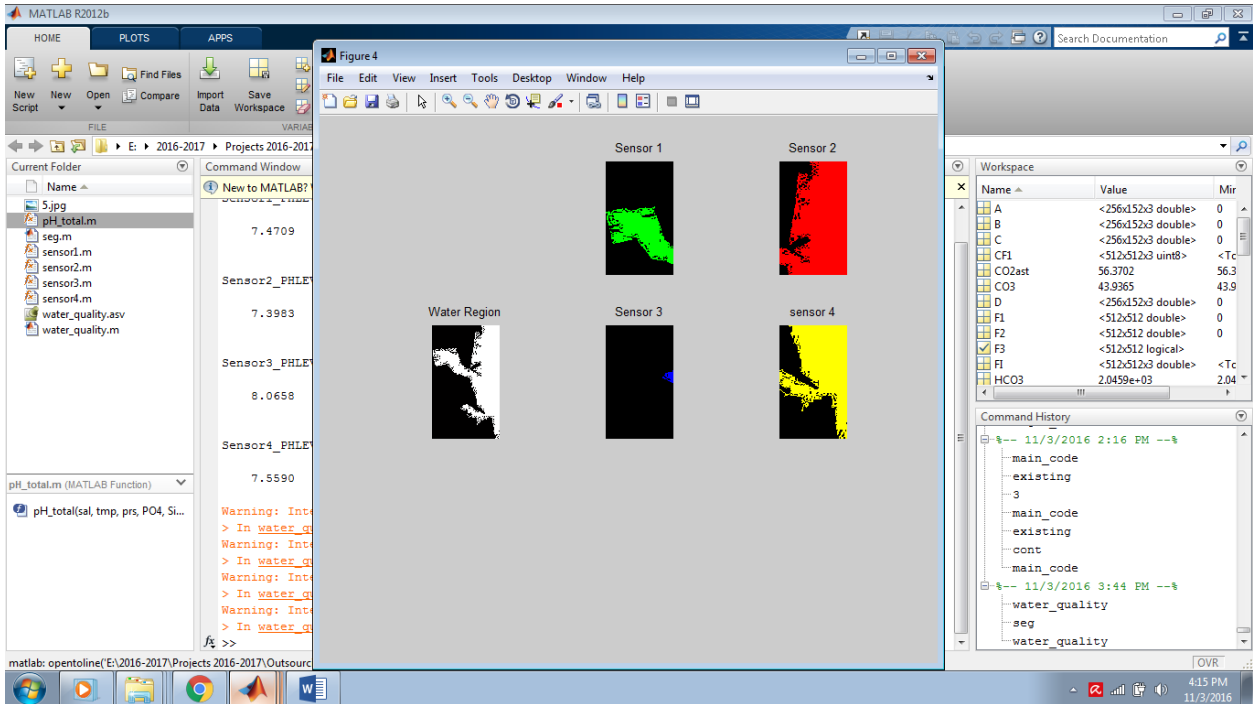 MATLAB R2012b
HOME PLOTS APPS
Search Documentation
Find Files
Compare
New Script
New
Open
Import Data
Save Workspace
FILE
VARIAB
E: 2016-2017 Projects 2016-2017
Current Folder
Name
5.jpg
pH_total.m
seg.m
sensor1.m
sensor2.m
sensor3.m
sensor4.m
water_quality.asv
water_quality.m
pH_total.m (MATLAB Function)
pH_total(sal, tmp, prs, PO4, Si...
Command Window
New to MATLAB?
7.4709
Sensor2_PHLEV
7.3983
Sensor3_PHLEV
8.0658
Sensor4_PHLEV
7.5590
Warning: Inte
> In water_qu
Warning: Inte
> In water_qu
Warning: Inte
> In water_qu
Warning: Inte
> In water_qu
fx >>
Figure 4
File Edit View Insert Tools Desktop Window Help
Sensor 1 Sensor 2
Water Region Sensor 3 sensor 4
Workspace
Name Value Mir
A <256x152x3 double> 0
B <256x152x3 double> 0
C <256x152x3 double> 0
CF1 <512x512x3 uint8> <Tc
CO2ast 56.3702 56.3
CO3 43.9365 43.9
D <256x152x3 double> 0
F1 <512x512 double> 0
F2 <512x512 double> 0
F3 <512x512 logical>
FI <512x512x3 double> <Tc
HCO3 2.0459e+03 2.04
Command History
%-- 11/3/2016 2:16 PM --%
main_code
existing
3
main_code
existing
cont
main_code
%-- 11/3/2016 3:44 PM --%
water_quality
seg
water_quality
matlab: opentoline('E:\2016-2017\Projects 2016-2017\Outsourc
OVR
4:15 PM
11/3/2016